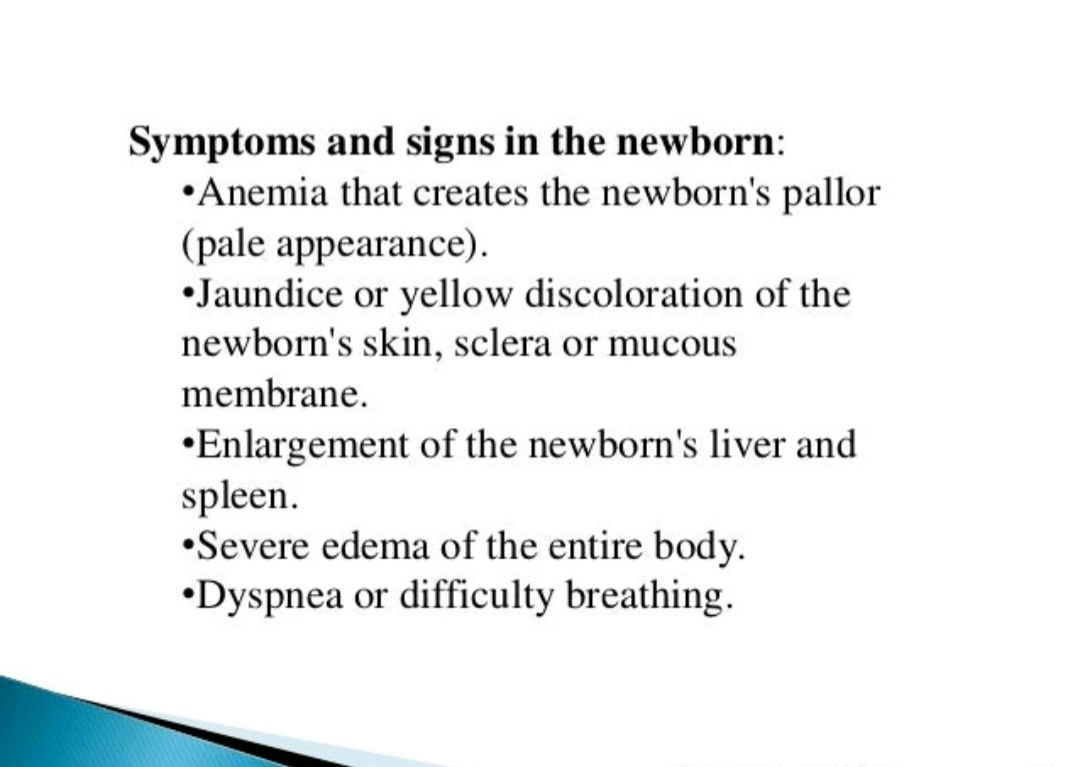 Symptoms and signs in the newborn:
•Anemia that creates the newborn's pallor
(pale appearance).
•Jaundice or yellow discoloration of the
newborn's skin, sclera or mucous
membrane.
•Enlargement of the newborn's liver and
spleen.
•Severe edema of the entire body.
•Dyspnea or difficulty breathing.